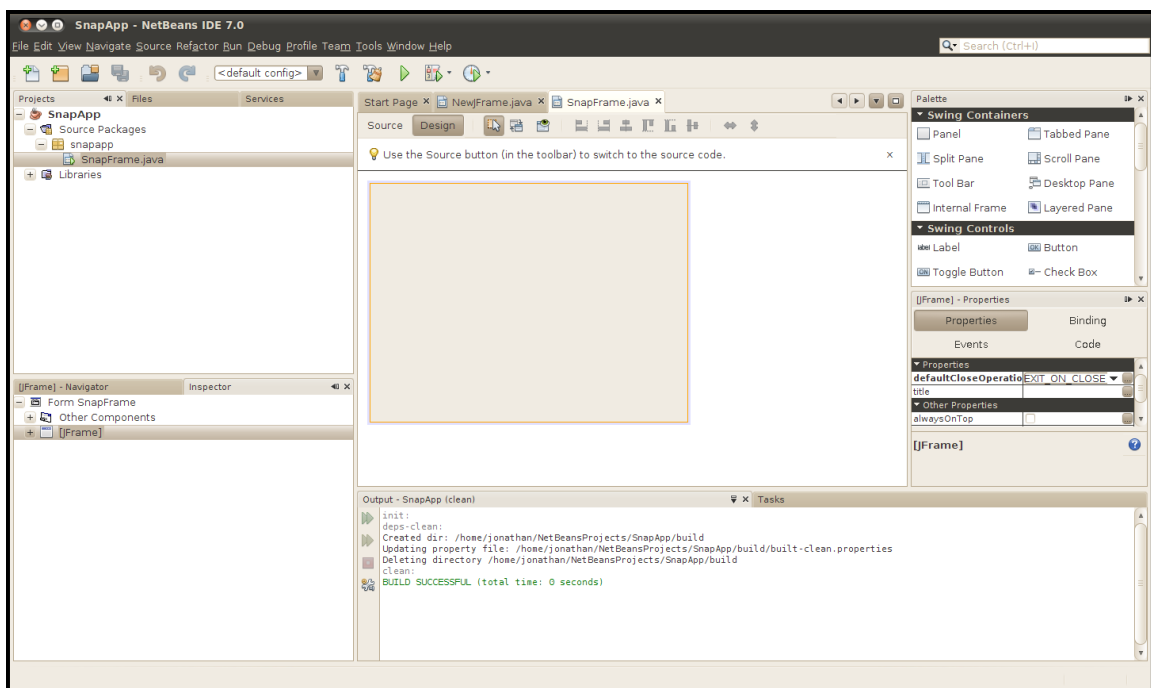 SnapApp - NetBeans IDE 7.0
File Edit View Navigate Source Refactor Run Debug Profile Team Tools Window Help
Search (Ctrl+I)
<default config>
Projects Files Services
SnapApp
Source Packages
snapapp
SnapFrame.java
Libraries
[JFrame] - Navigator Inspector
Form SnapFrame
Other Components
[JFrame]
Start Page NewJFrame.java SnapFrame.java
Source Design
Use the Source button (in the toolbar) to switch to the source code.
Output - SnapApp (clean) Tasks
init:
deps-clean:
Created dir: /home/jonathan/NetBeansProjects/SnapApp/build
Updating property file: /home/jonathan/NetBeansProjects/SnapApp/build/built-clean.properties
Deleting directory /home/jonathan/NetBeansProjects/SnapApp/build
clean:
BUILD SUCCESSFUL (total time: 0 seconds)
Palette
Swing Containers
Panel Tabbed Pane
Split Pane Scroll Pane
Tool Bar Desktop Pane
Internal Frame Layered Pane
Swing Controls
label Label OK Button
ON Toggle Button Check Box
[JFrame] - Properties
Properties Binding
Events Code
Properties
defaultCloseOperatio EXIT_ON_CLOSE
title
Other Properties
alwaysOnTop
[JFrame]